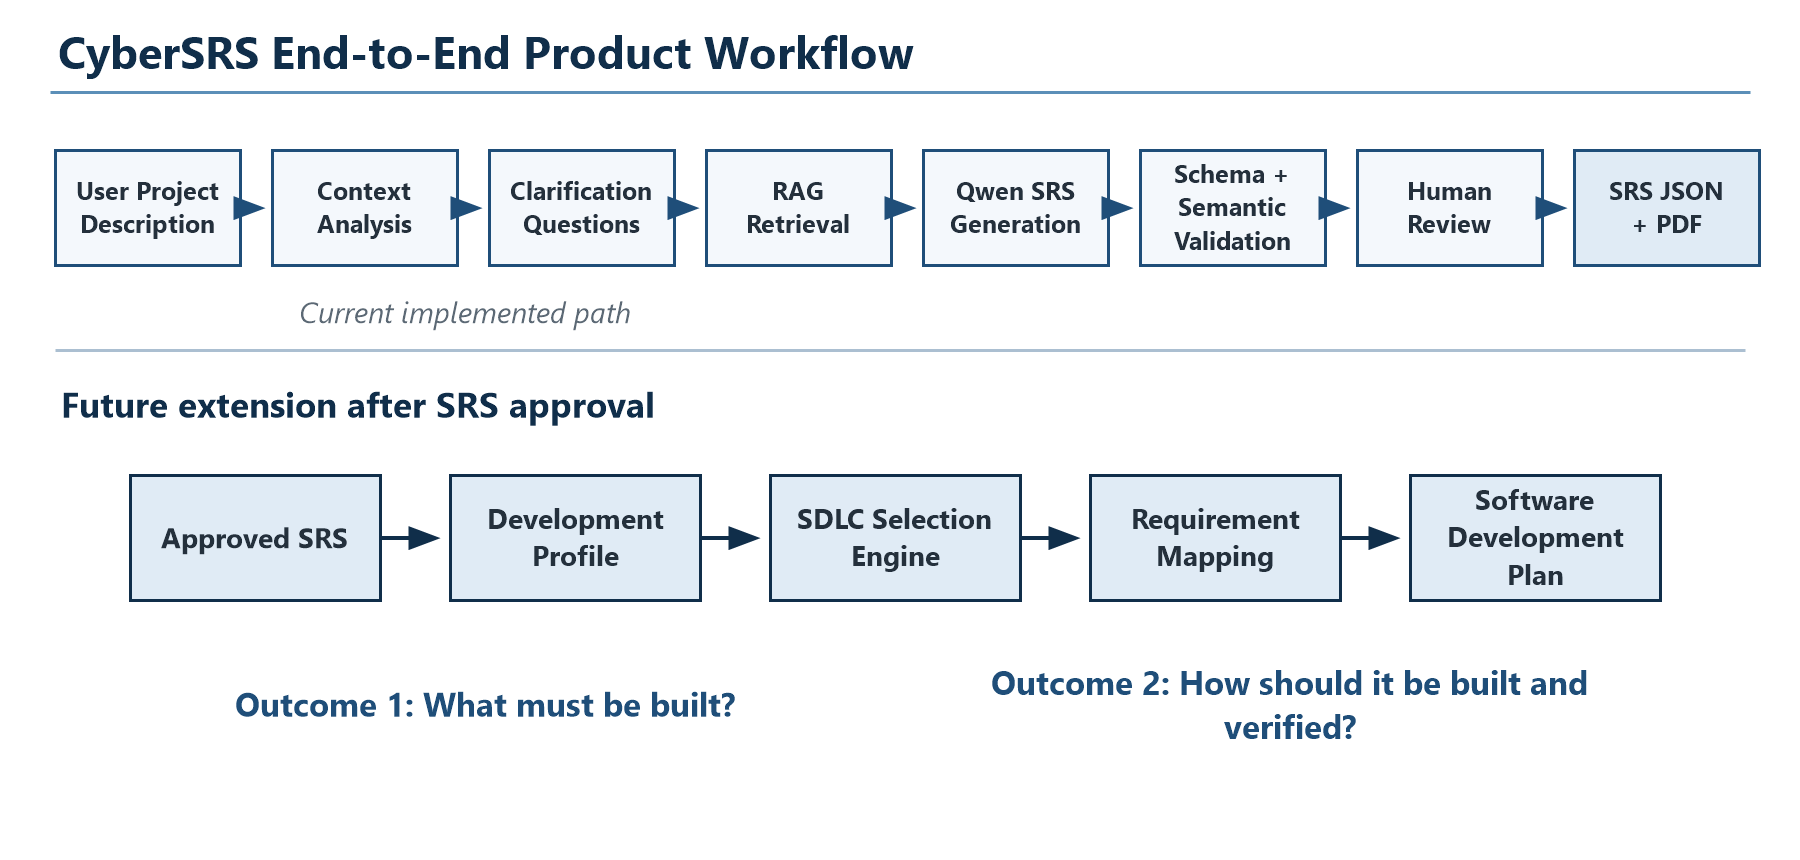 CyberSRS End-to-End Product Workflow
User Project
Description
Context
Analysis
Clarification
Questions
RAG
Retrieval
Qwen SRS
Generation
Schema +
Semantic
Validation
Human
Review
SRS JSON
+ PDF
Current implemented path
Future extension after SRS approval
Approved SRS
Development
Profile
SDLC Selection
Engine
Requirement
Mapping
Software
Development
Plan
Outcome 1: What must be built?
Outcome 2: How should it be built and
verified?